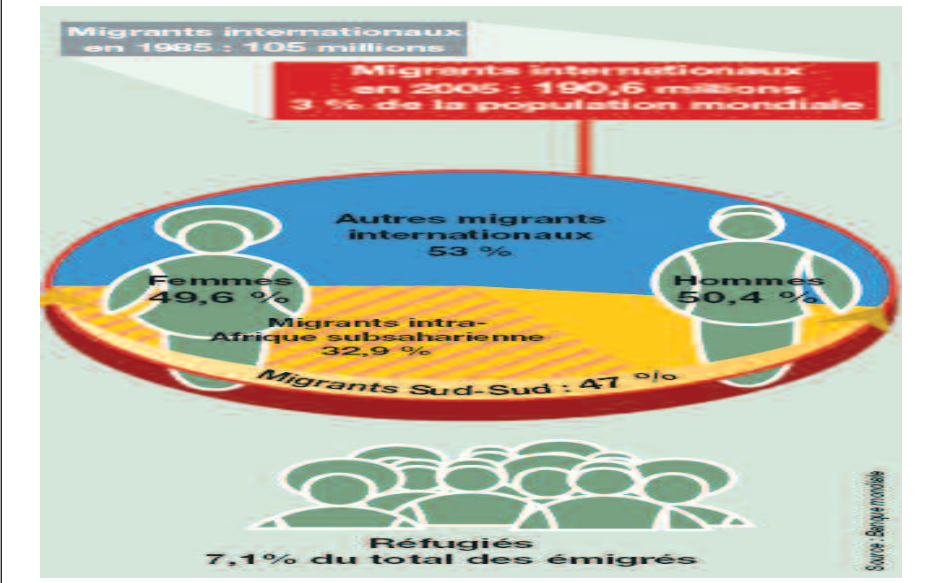 Migrants internationaux
en 1985 : 105 millions
Migrants internationaux
en 2005 : 190,6 millions
3 % de la population mondiale
Autres migrants
internationaux
53 %
Femmes
49,6 %
Hommes
50,4 %
Migrants intra-
Afrique subsaharienne
32,9 %
Migrants Sud-Sud : 47 %
Réfugiés
7,1% du total des émigrés
Source : Banque mondiale